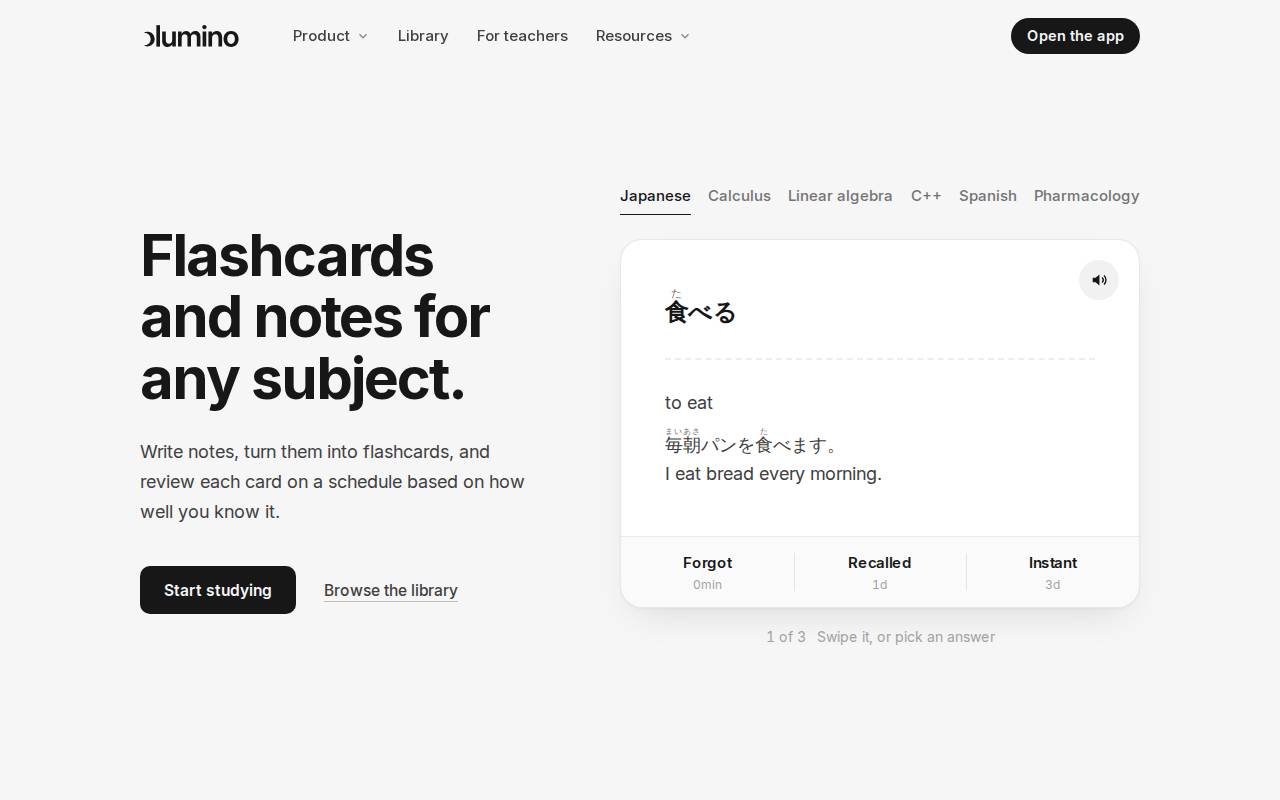 lumino
Product
Library
For teachers
Resources
Open the app
Flashcards
and notes for
any subject.
Write notes, turn them into flashcards, and
review each card on a schedule based on how
well you know it.
Start studying
Browse the library
Japanese
Calculus
Linear algebra
C++
Spanish
Pharmacology
た
食べる
to eat
まいあさ た
毎朝パンを食べます。
I eat bread every morning.
Forgot
0min
Recalled
1d
Instant
3d
1 of 3 Swipe it, or pick an answer